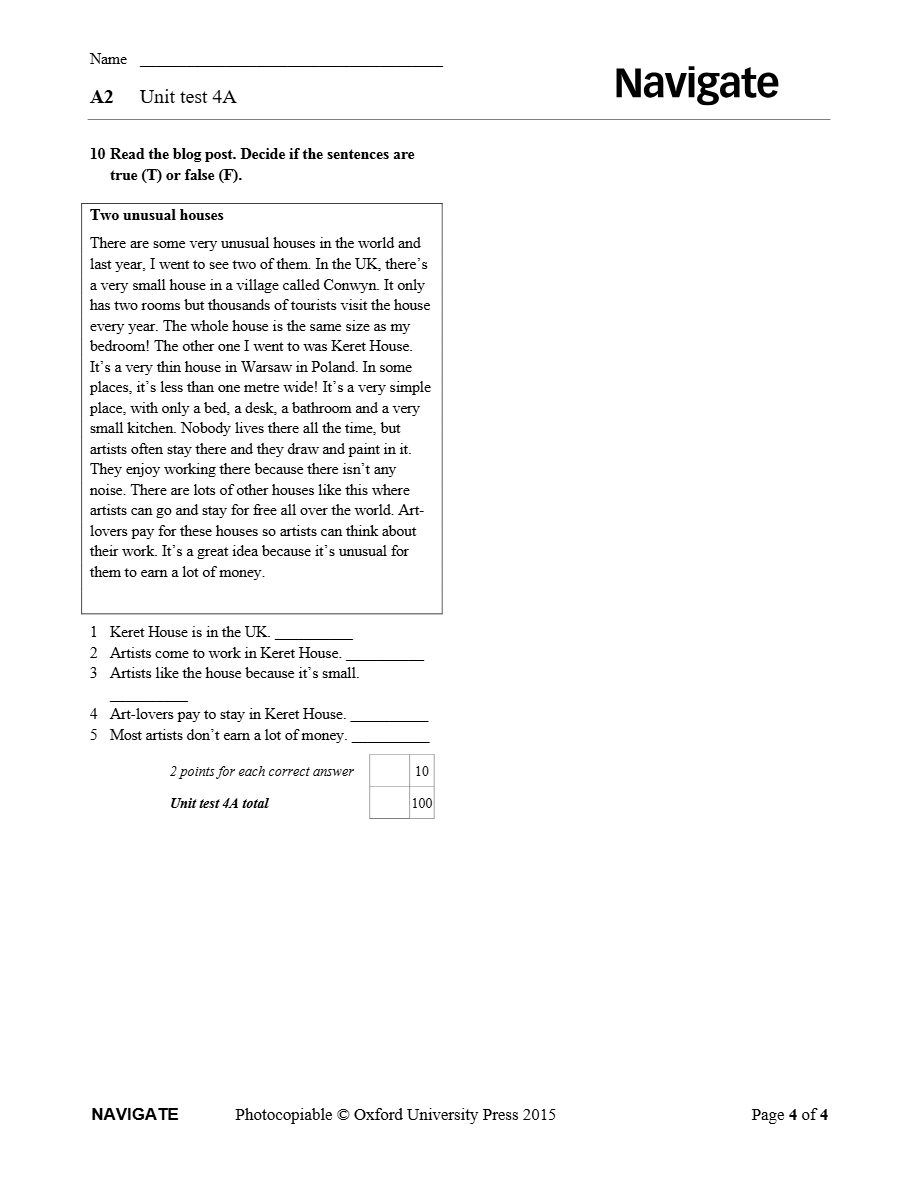 Name ______________________________________
A2 Unit test 4A
Navigate
10 Read the blog post. Decide if the sentences are
true (T) or false (F).
Two unusual houses
There are some very unusual houses in the world and
last year, I went to see two of them. In the UK, there’s
a very small house in a village called Conwyn. It only
has two rooms but thousands of tourists visit the house
every year. The whole house is the same size as my
bedroom! The other one I went to was Keret House.
It’s a very thin house in Warsaw in Poland. In some
places, it’s less than one metre wide! It’s a very simple
place, with only a bed, a desk, a bathroom and a very
small kitchen. Nobody lives there all the time, but
artists often stay there and they draw and paint in it.
They enjoy working there because there isn’t any
noise. There are lots of other houses like this where
artists can go and stay for free all over the world. Art-
lovers pay for these houses so artists can think about
their work. It’s a great idea because it’s unusual for
them to earn a lot of money.
1 Keret House is in the UK. __________
2 Artists come to work in Keret House. __________
3 Artists like the house because it’s small.
__________
4 Art-lovers pay to stay in Keret House. __________
5 Most artists don’t earn a lot of money. __________
2 points for each correct answer 10
Unit test 4A total 100
NAVIGATE Photocopiable © Oxford University Press 2015 Page 4 of 4